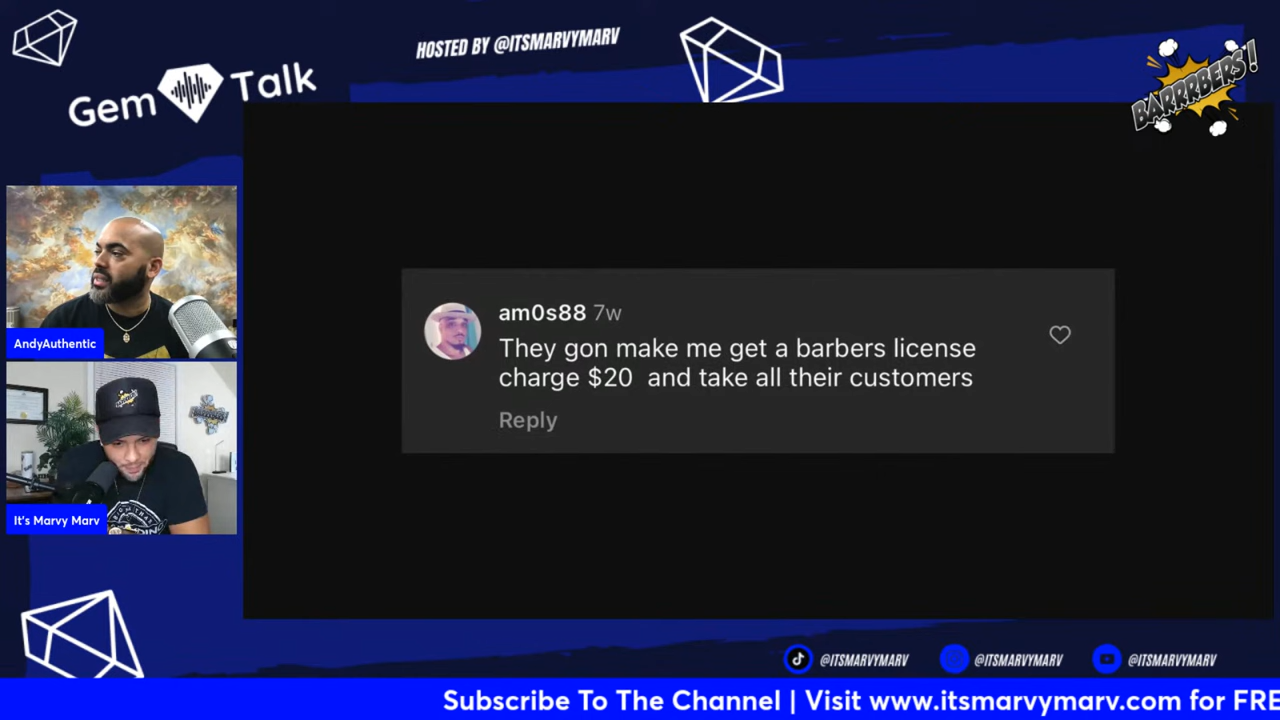 HOSTED BY @ITSMARVYMARV
Gem Talk
BARRRBERS!
AndyAuthentic
It's Marvy Marv
am0s88 7w
They gon make me get a barbers license
charge $20 and take all their customers
Reply
@ITSMARVYMARV
@ITSMARVYMARV
@ITSMARVYMARV
Subscribe To The Channel | Visit www.itsmarvymarv.com for FRE